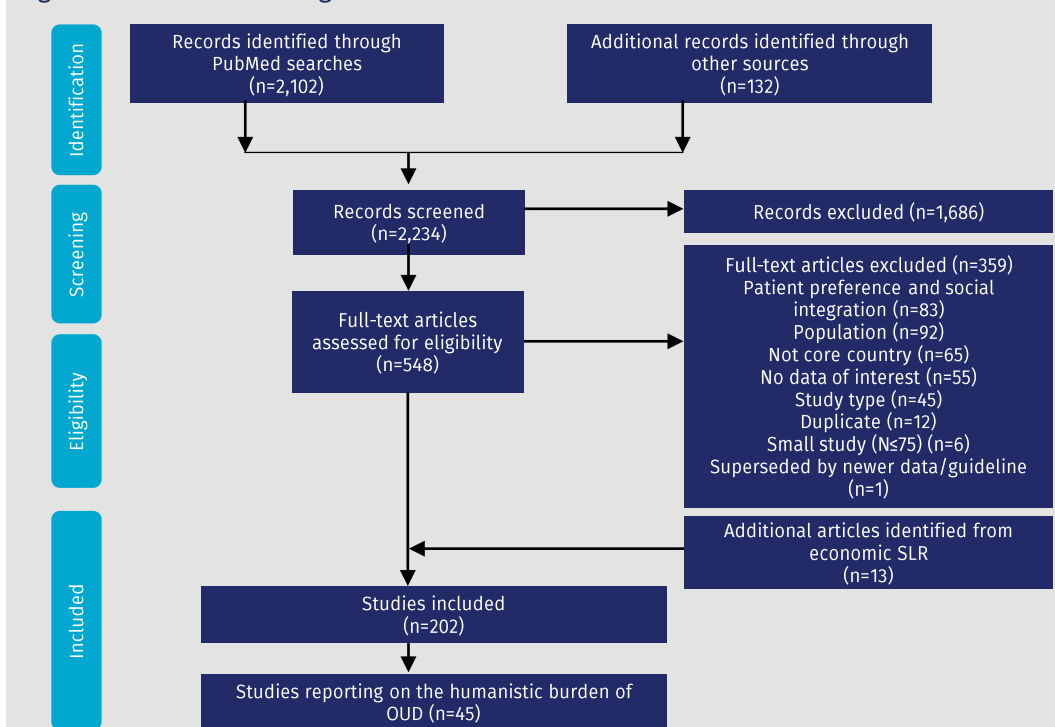 Identification
Records identified through
PubMed searches
(n=2,102)
Additional records identified through
other sources
(n=132)
Screening
Records screened
(n=2,234)
Records excluded (n=1,686)
Full-text articles
assessed for eligibility
(n=548)
Full-text articles excluded (n=359)
Patient preference and social
integration (n=83)
Population (n=92)
Not core country (n=65)
No data of interest (n=55)
Study type (n=45)
Duplicate (n=12)
Small study (N≤75) (n=6)
Superseded by newer data/guideline
(n=1)
Eligibility
Additional articles identified from
economic SLR
(n=13)
Included
Studies included
(n=202)
Studies reporting on the humanistic burden of
OUD (n=45)